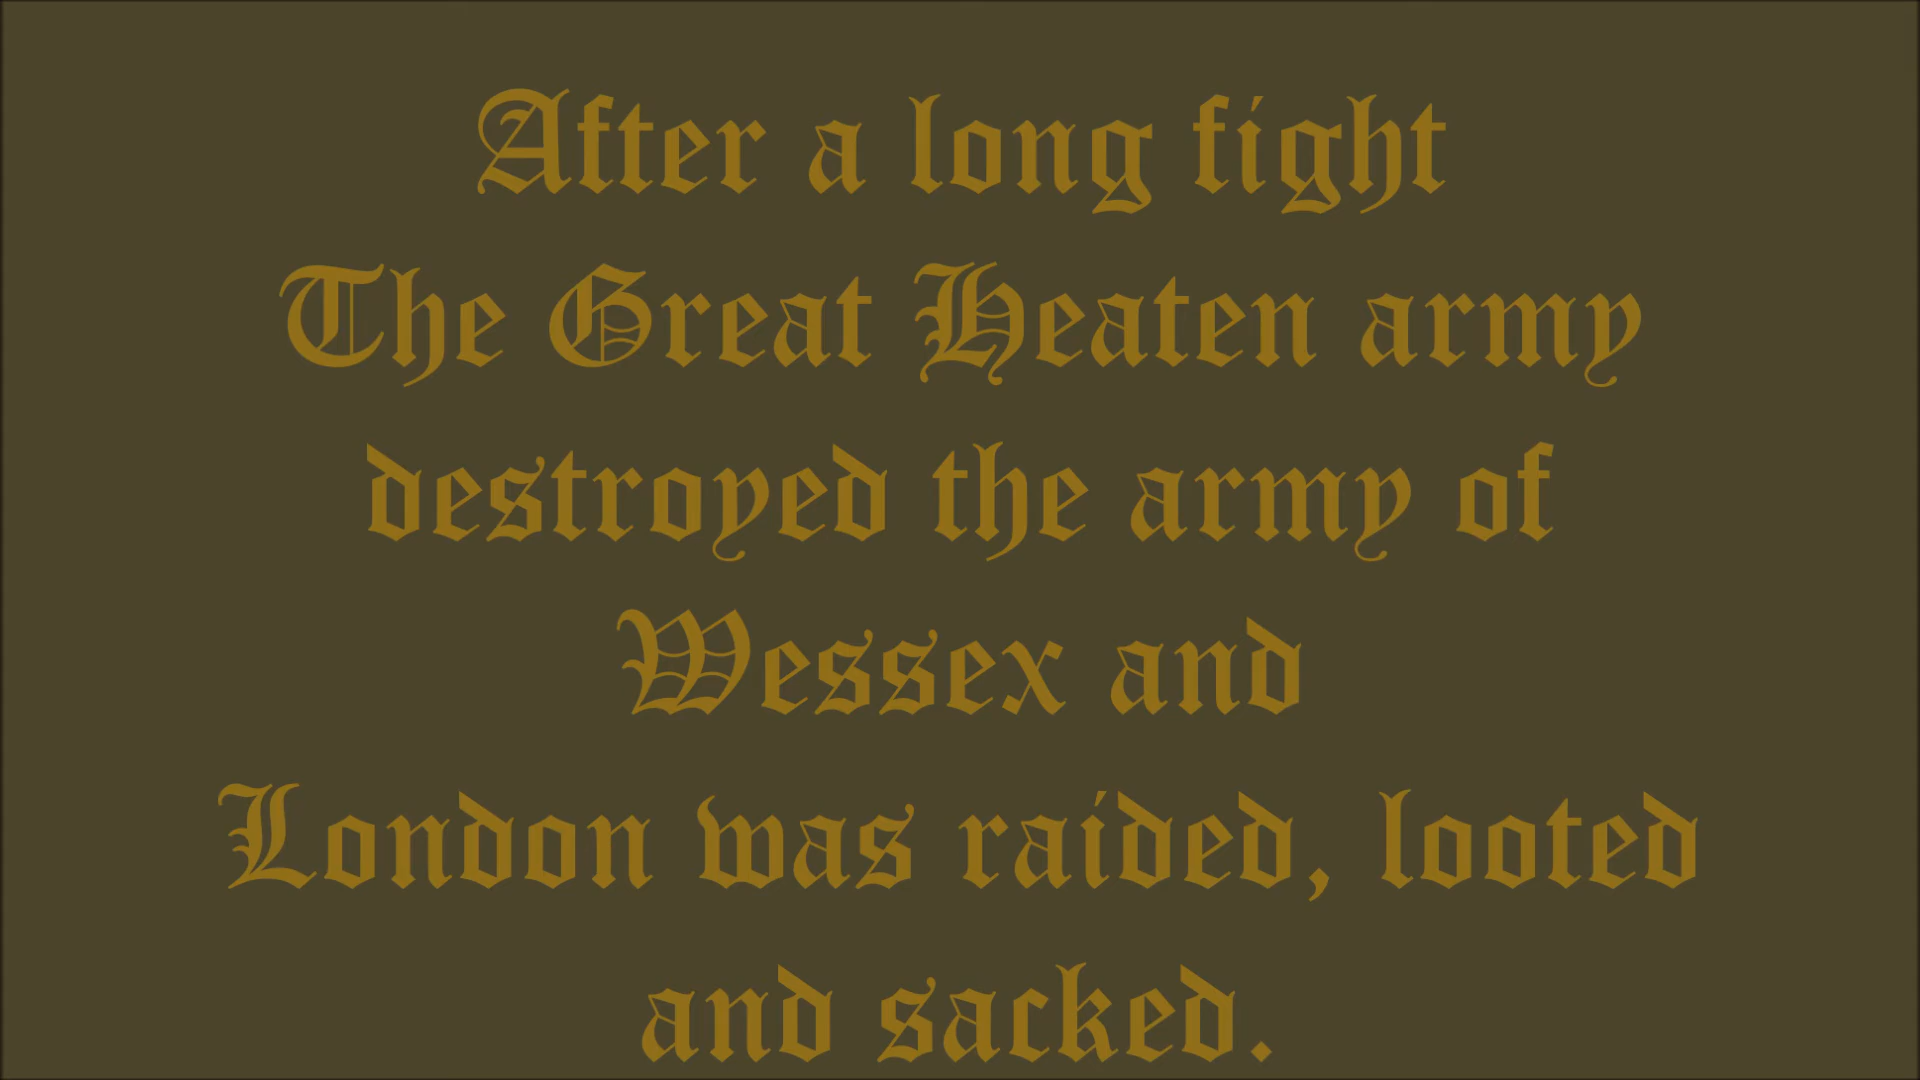 After a long fight
The Great Heaten army
destroyed the army of
Wessex and
London was raided, looted
and sacked.